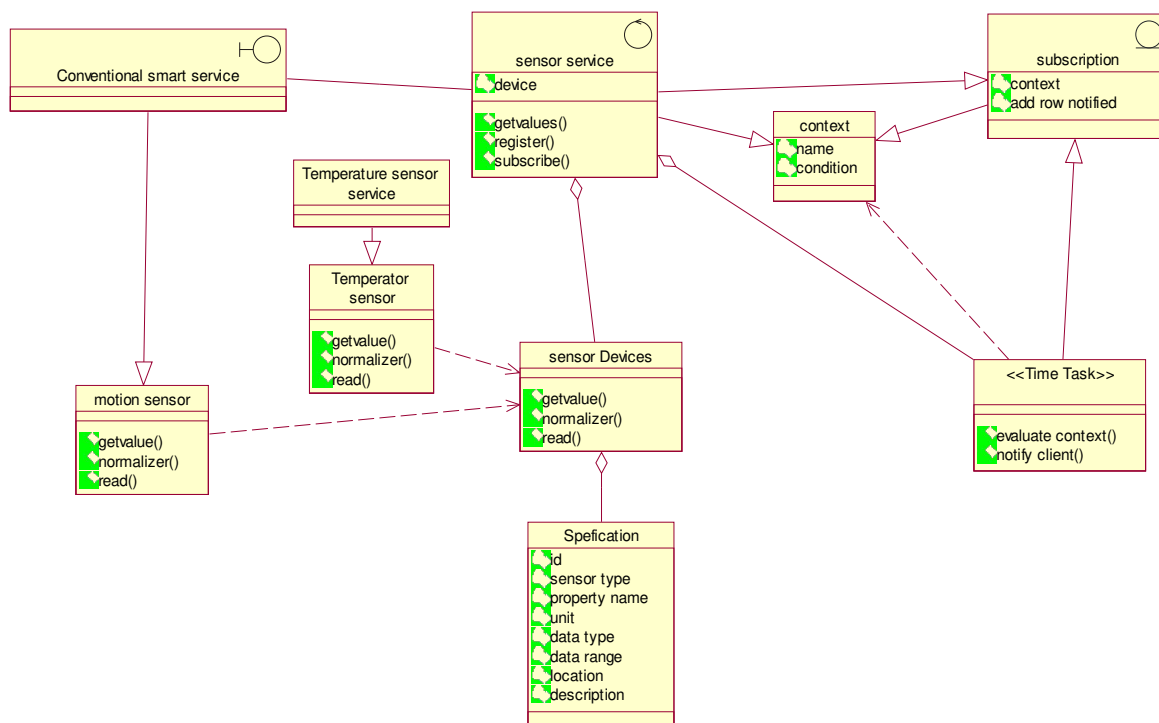 Conventional smart service
sensor service
device
getvalues()
register()
subscribe()
subscription
context
add row notified
context
name
condition
Temperature sensor
service
Temperator
sensor
getvalue()
normalizer()
read()
motion sensor
getvalue()
normalizer()
read()
sensor Devices
getvalue()
normalizer()
read()
<<Time Task>>
evaluate context()
notify client()
Spefication
id
sensor type
property name
unit
data type
data range
location
description